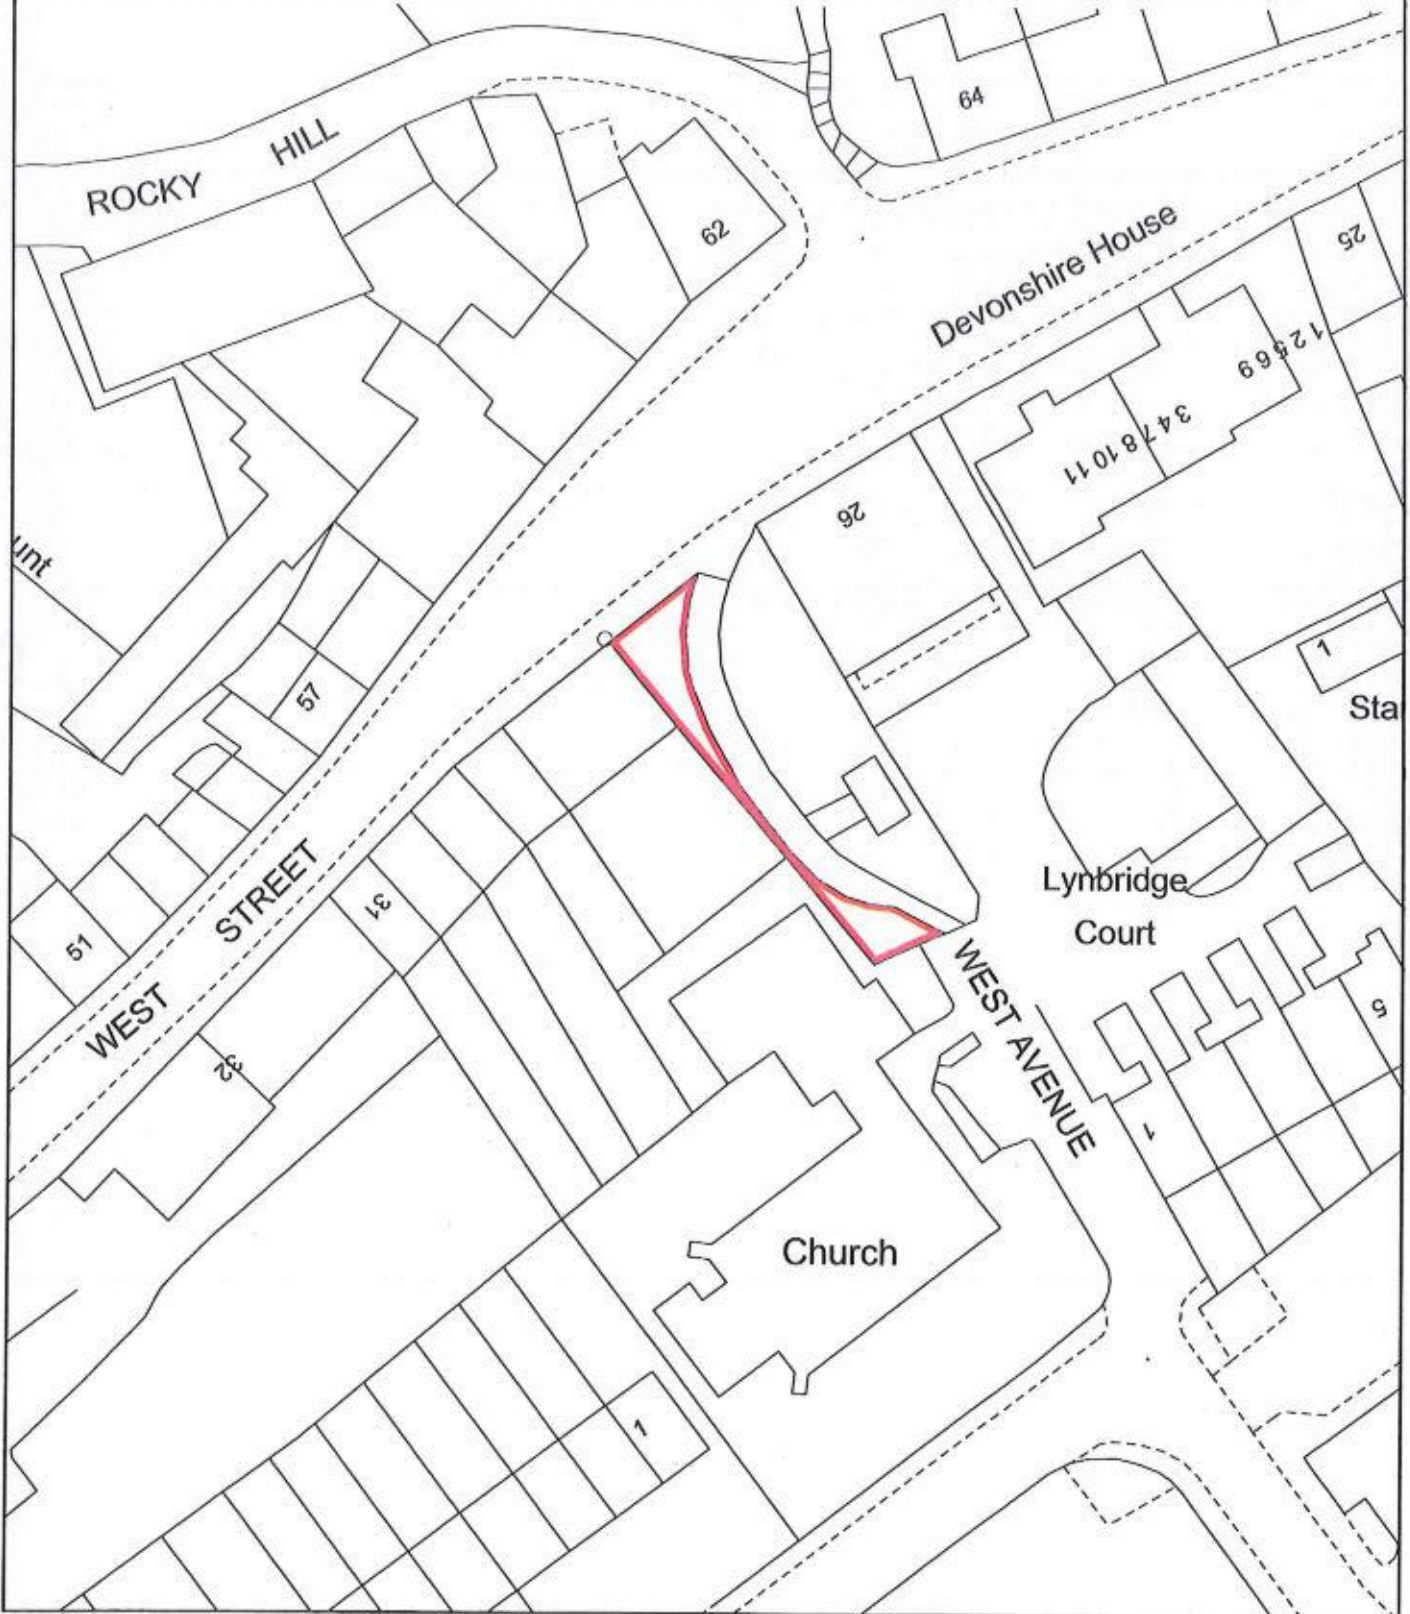 64
HILL
ROCKY
62
Devonshire House
25
1 2 5 6 9
3 4 7 8 10 11
26
unt
1
57
Sta
STREET
31
Lynbridge
Court
51
WEST
WEST AVENUE
5
32
1
Church
1